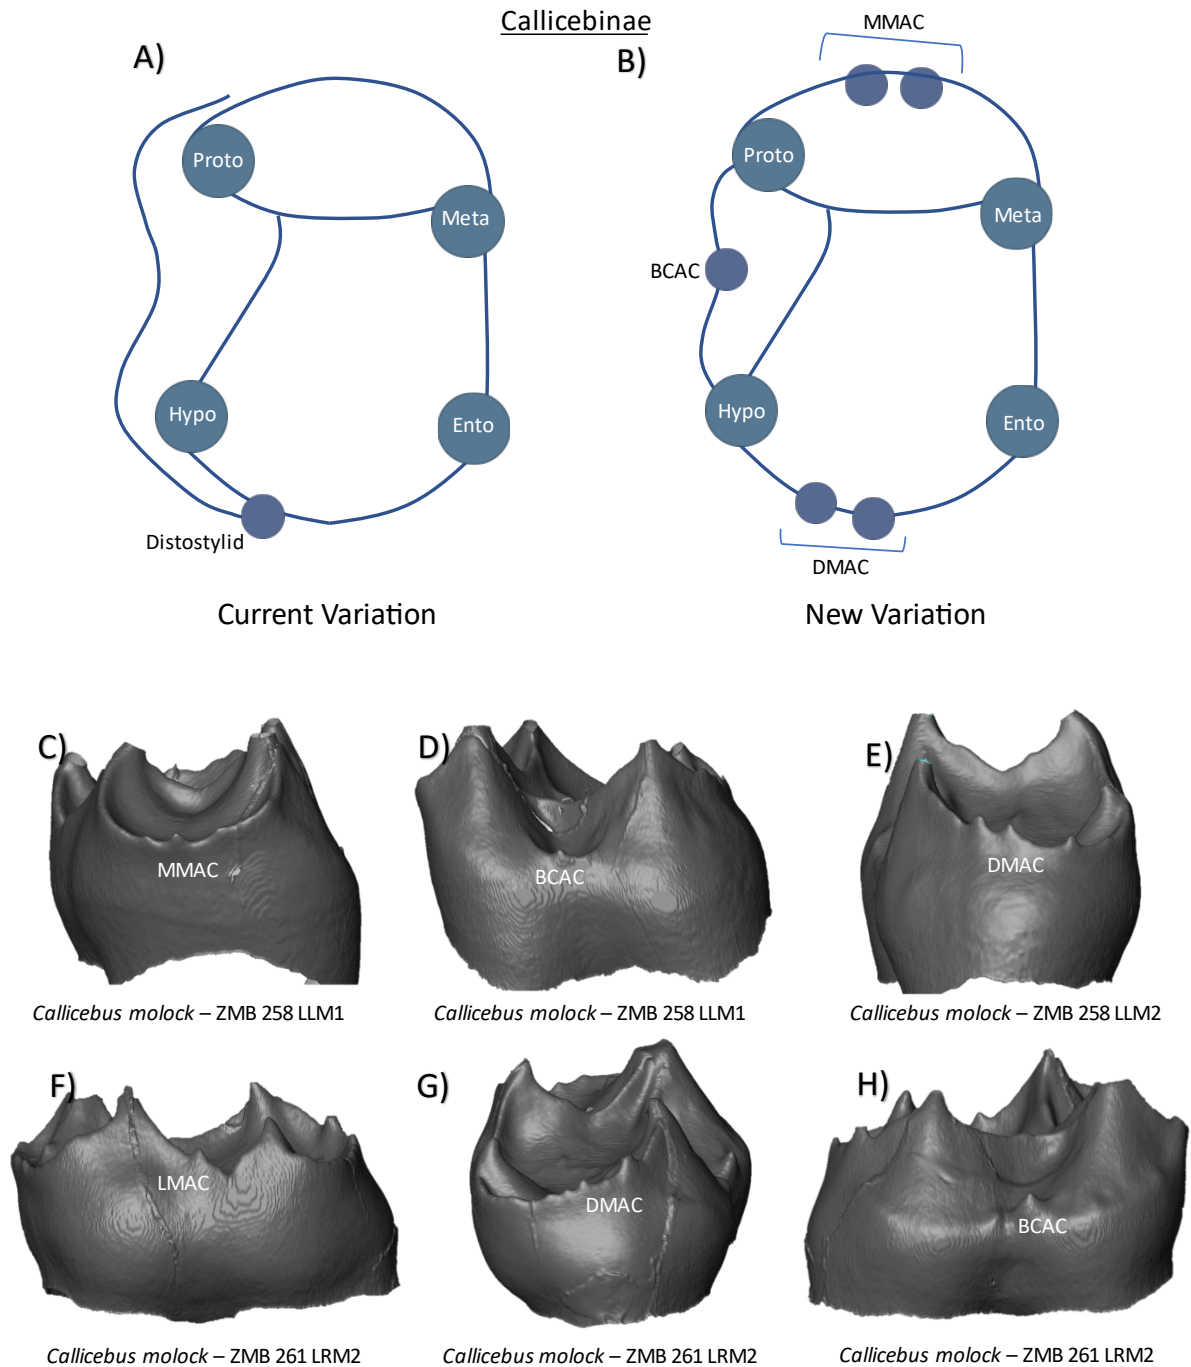 Callicebinae
A)
Proto
Meta
Hypo
Ento
Distostylid
Current Variation
B)
MMAC
Proto
Meta
BCAC
Hypo
Ento
DMAC
New Variation
C)
MMAC
Callicebus molock – ZMB 258 LLM1
D)
BCAC
Callicebus molock – ZMB 258 LLM1
E)
DMAC
Callicebus molock – ZMB 258 LLM2
F)
LMAC
Callicebus molock – ZMB 261 LRM2
G)
DMAC
Callicebus molock – ZMB 261 LRM2
H)
BCAC
Callicebus molock – ZMB 261 LRM2